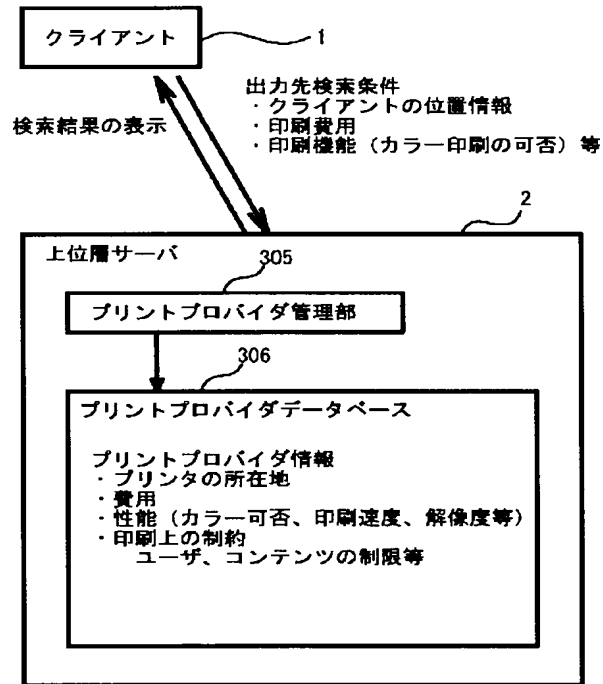 クライアント
1
出力先検索条件
・クライアントの位置情報
・印刷費用
・印刷機能（カラー印刷の可否）等
検索結果の表示
2
上位層サーバ
305
プリントプロバイダ管理部
306
プリントプロバイダデータベース
プリントプロバイダ情報
・プリンタの所在地
・費用
・性能（カラー可否、印刷速度、解像度等）
・印刷上の制約
ユーザ、コンテンツの制限等